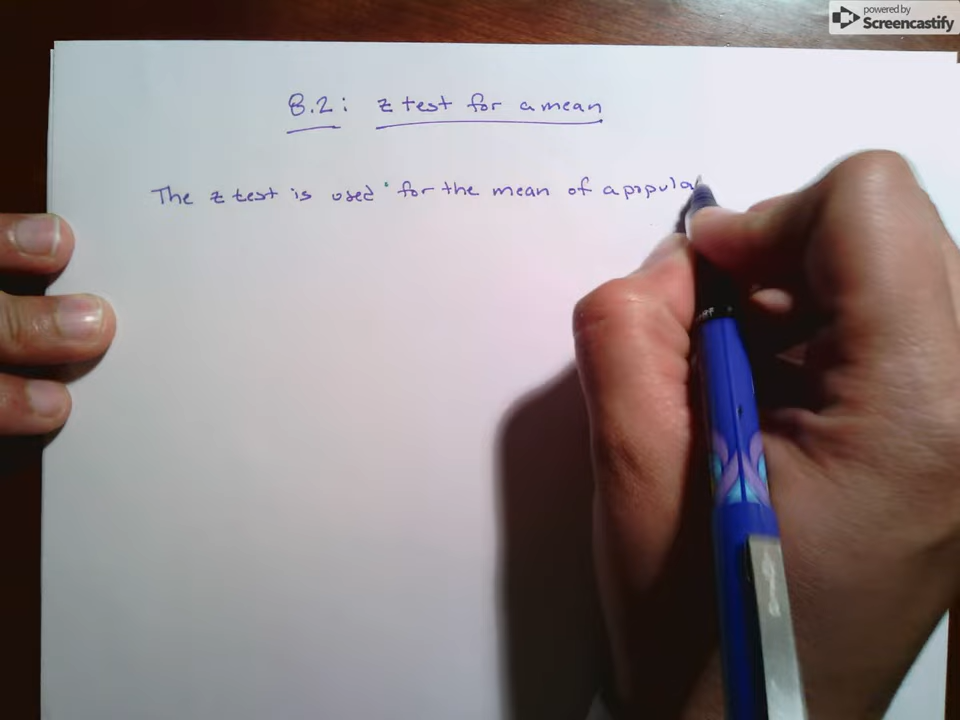 powered by
Screencastify
8.2: z test for a mean
The z test is used for the mean of a popula